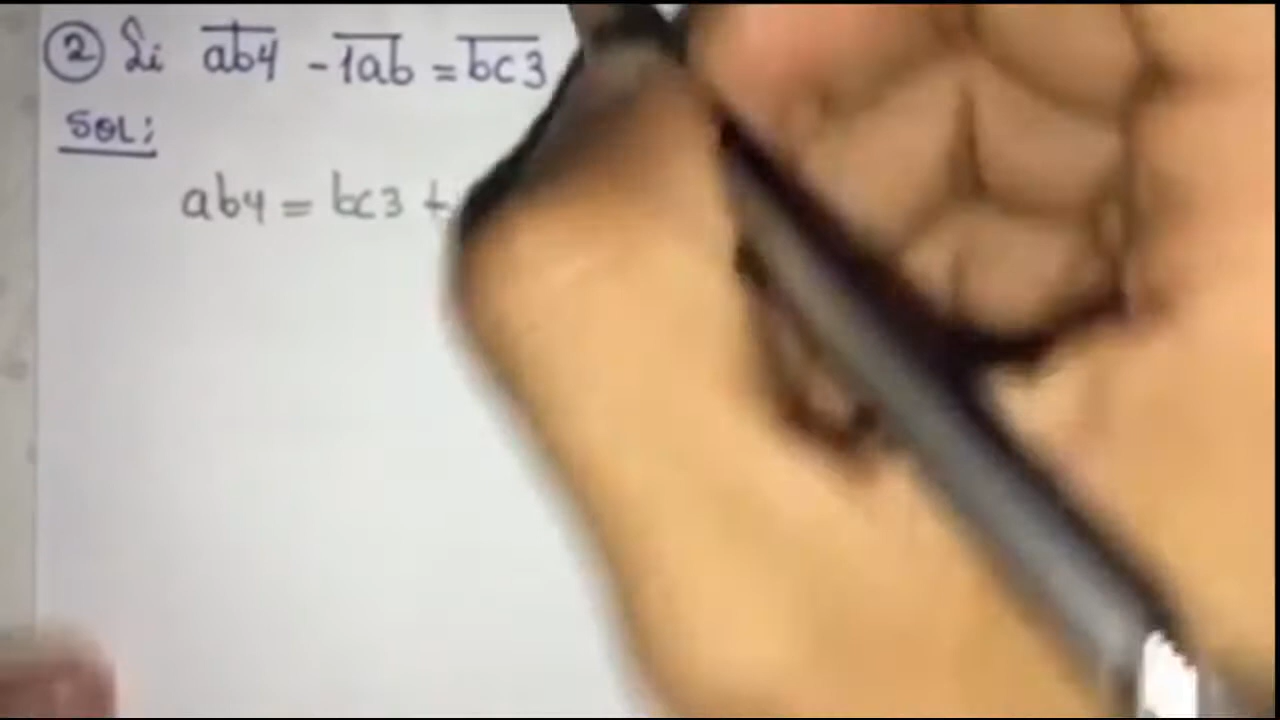 ② Si ab4 - 1ab = bc3
SOL:
ab4 = bc3 +